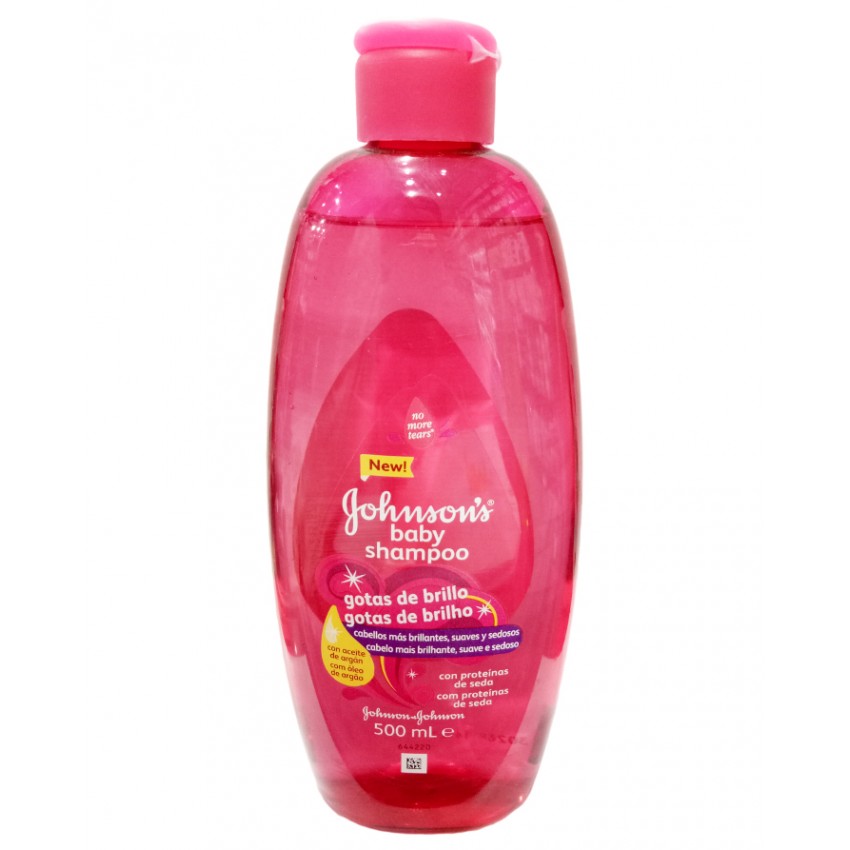 no
more
tears®
New!
Johnson's®
baby
shampoo
gotas de brillo
gotas de brilho
cabellos más brillantes, suaves y sedosos
cabelo mais brilhante, suave e sedoso
con aceite
de argán
com óleo
de argão
con proteínas
de seda
com proteínas
de seda
Johnson & Johnson
500 mL e
644220